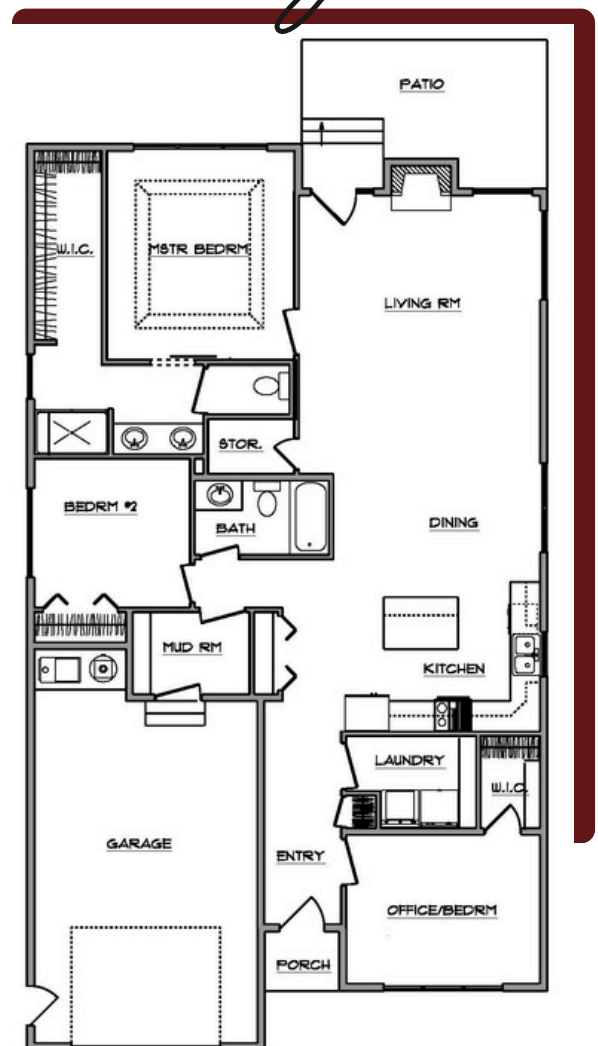 PATIO
W.I.C.
MSTR BEDRM
LIVING RM
STOR.
BEDRM #2
BATH
DINING
MUD RM
KITCHEN
LAUNDRY
W.I.C.
GARAGE
ENTRY
OFFICE/BEDRM
PORCH